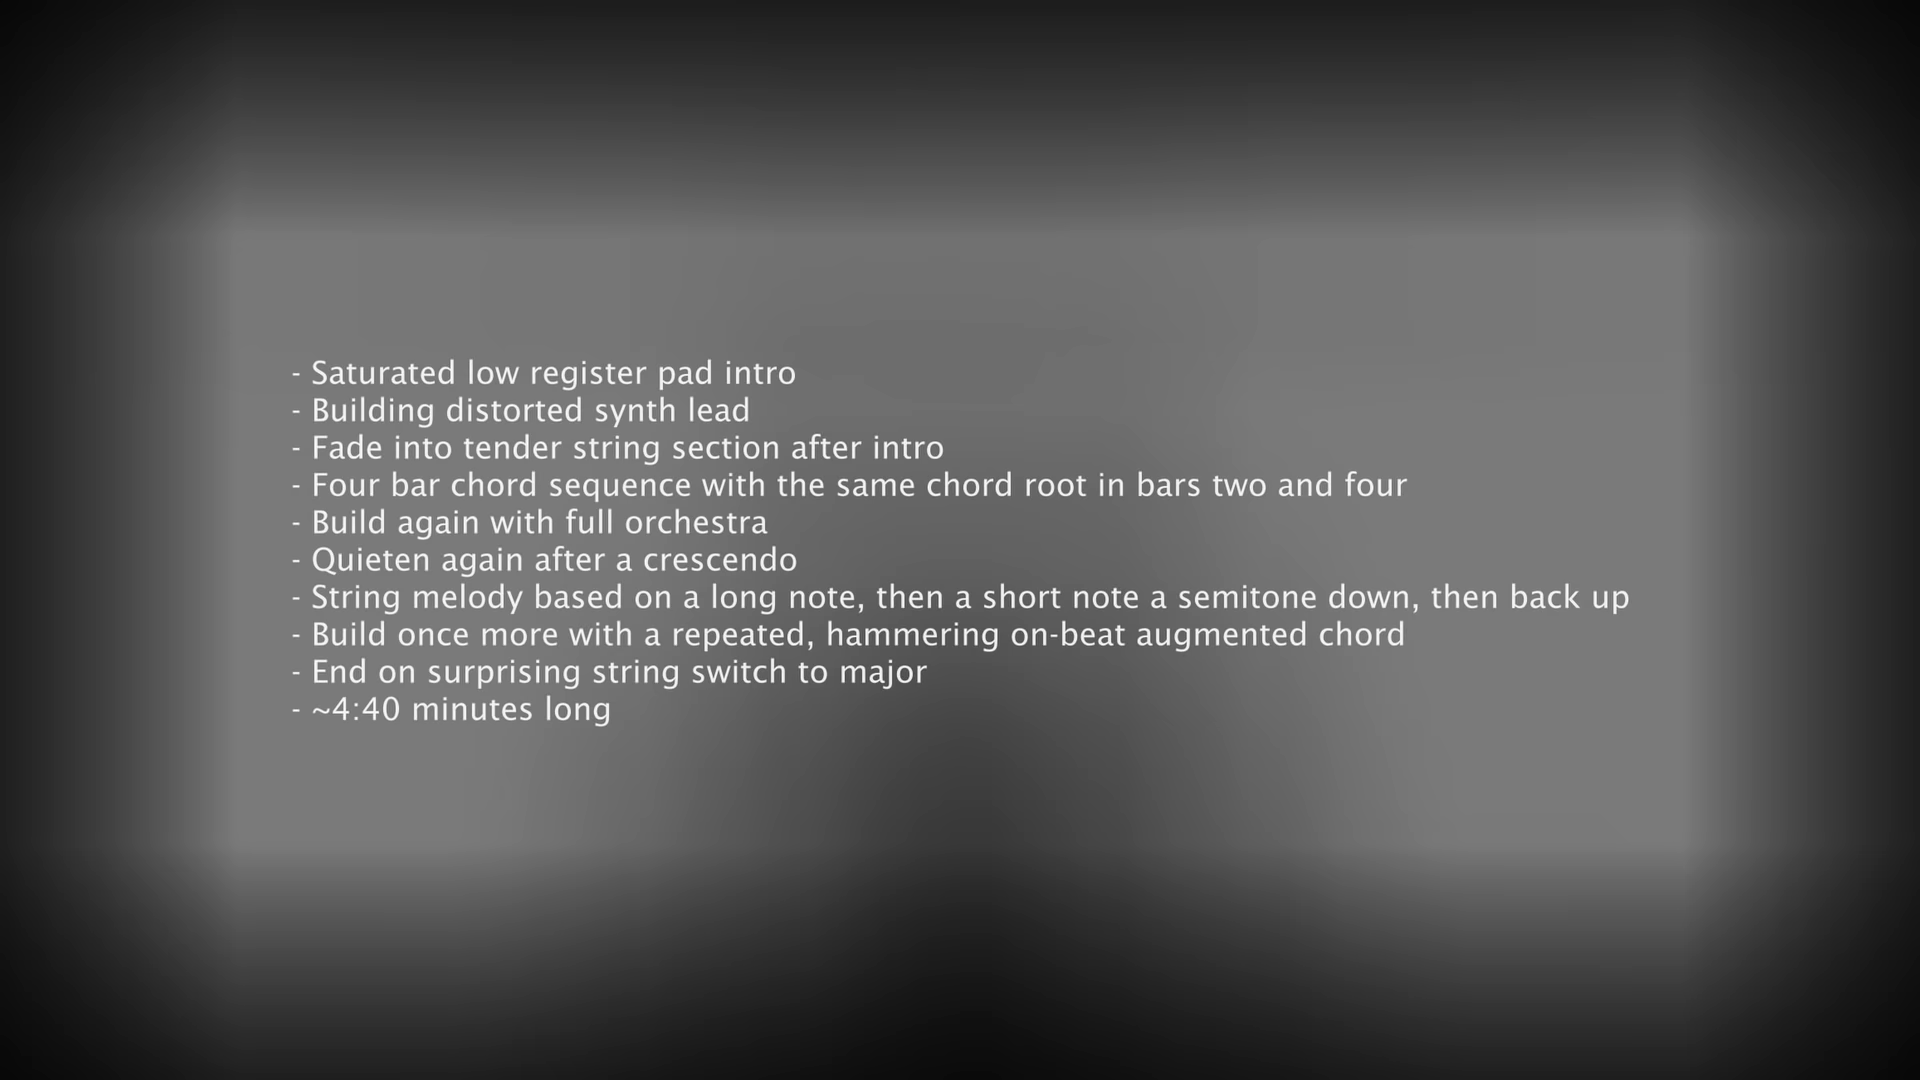 - Saturated low register pad intro
- Building distorted synth lead
- Fade into tender string section after intro
- Four bar chord sequence with the same chord root in bars two and four
- Build again with full orchestra
- Quieten again after a crescendo
- String melody based on a long note, then a short note a semitone down, then back up
- Build once more with a repeated, hammering on-beat augmented chord
- End on surprising string switch to major
- ~4:40 minutes long